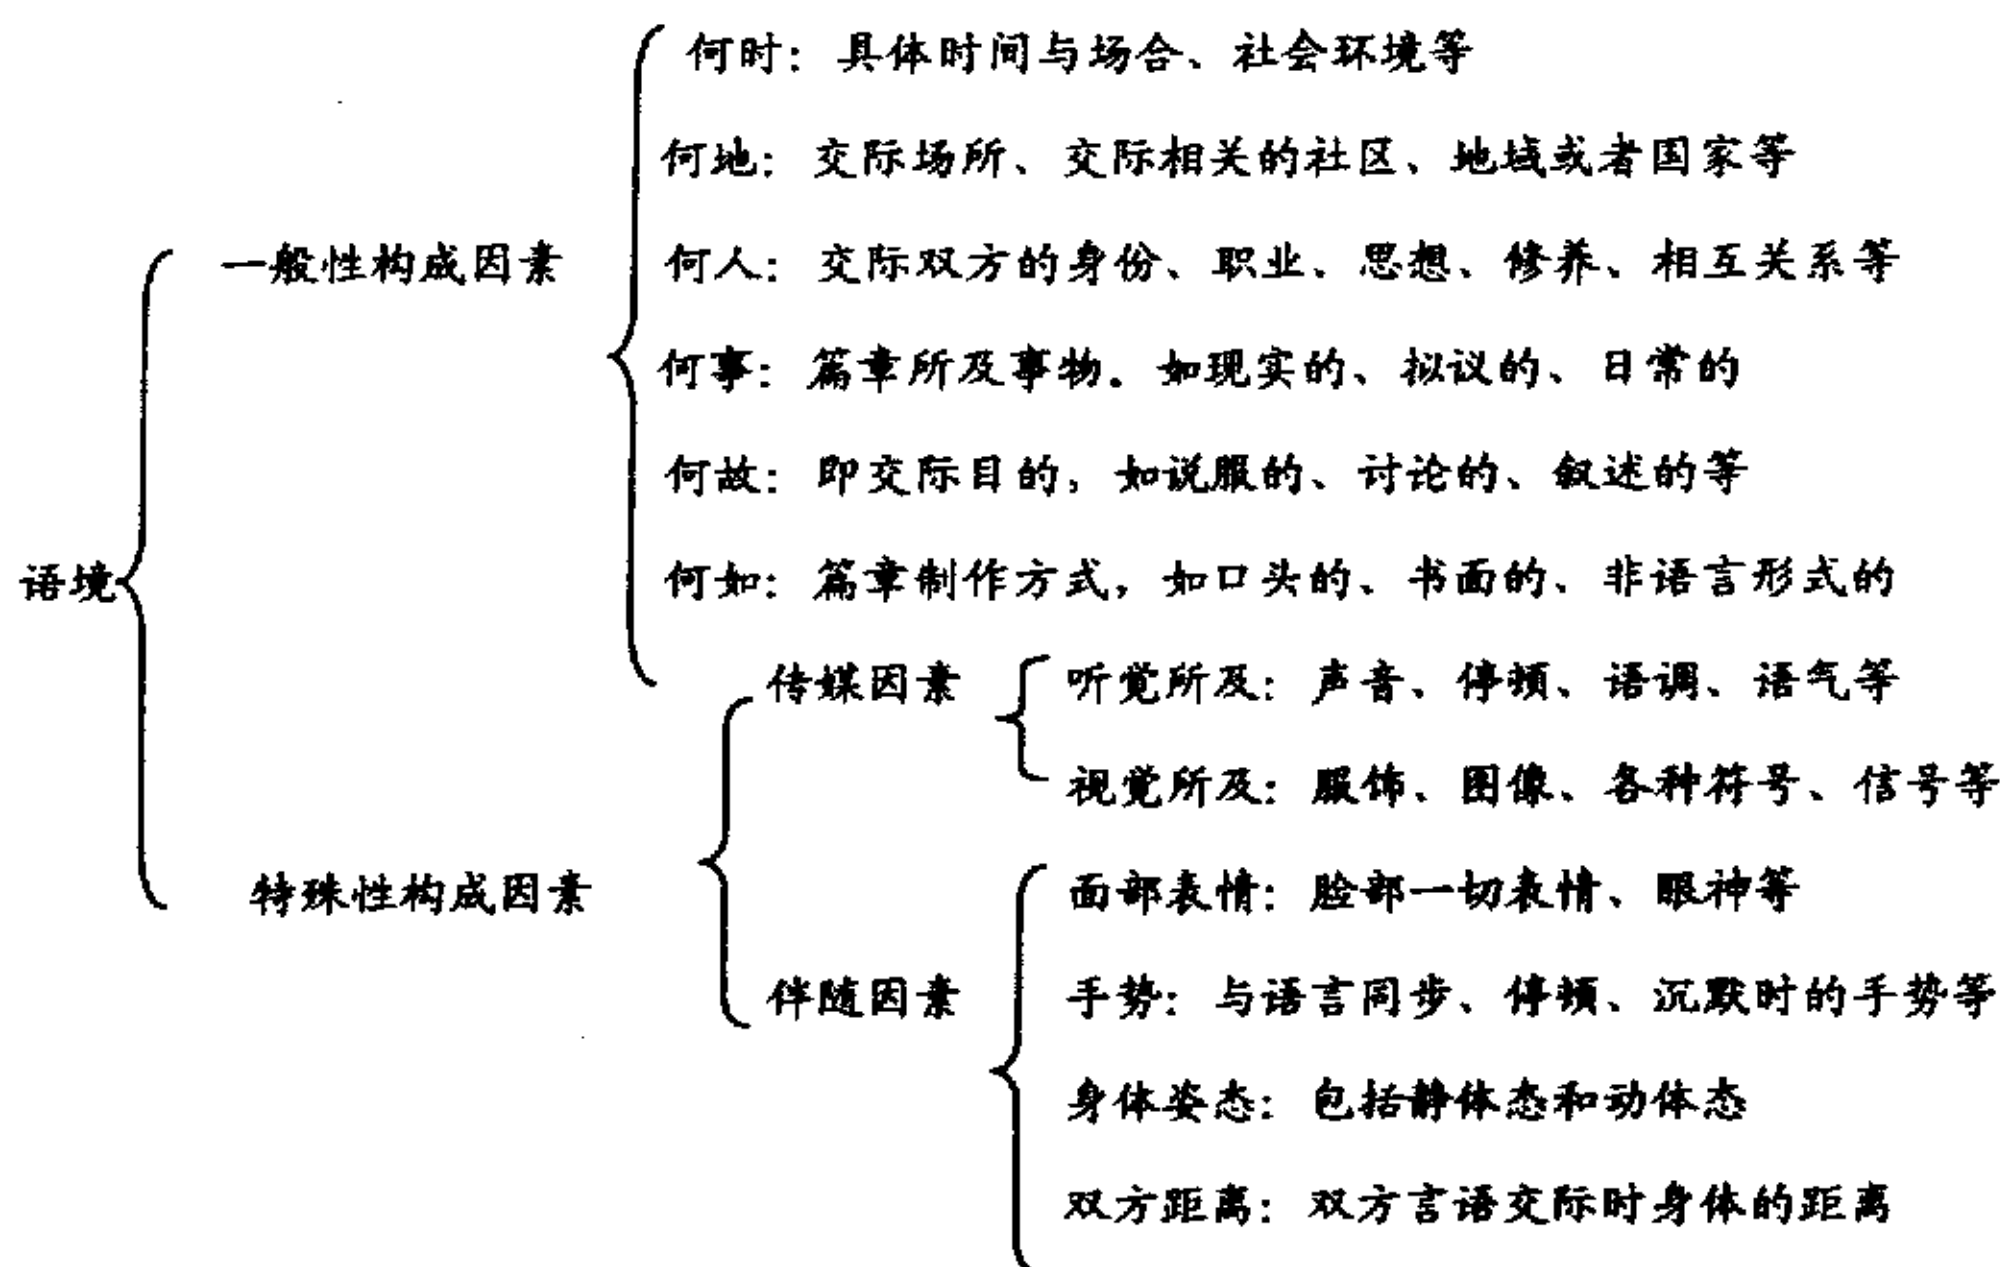 何时：具体时间与场合、社会环境等
何地：交际场所、交际相关的社区、地域或者国家等
一般性构成因素
何人：交际双方的身份、职业、思想、修养、相互关系等
何事：篇章所及事物。如现实的、拟议的、日常的
何故：即交际目的，如说服的、讨论的、叙述的等
语境
何如：篇章制作方式，如口头的、书面的、非语言形式的
传媒因素
听觉所及：声音、停顿、语调、语气等
视觉所及：服饰、图像、各种符号、信号等
特殊性构成因素
面部表情：脸部一切表情、眼神等
伴随因素
手势：与语言同步、停顿、沉默时的手势等
身体姿态：包括静体态和动体态
双方距离：双方言语交际时身体的距离